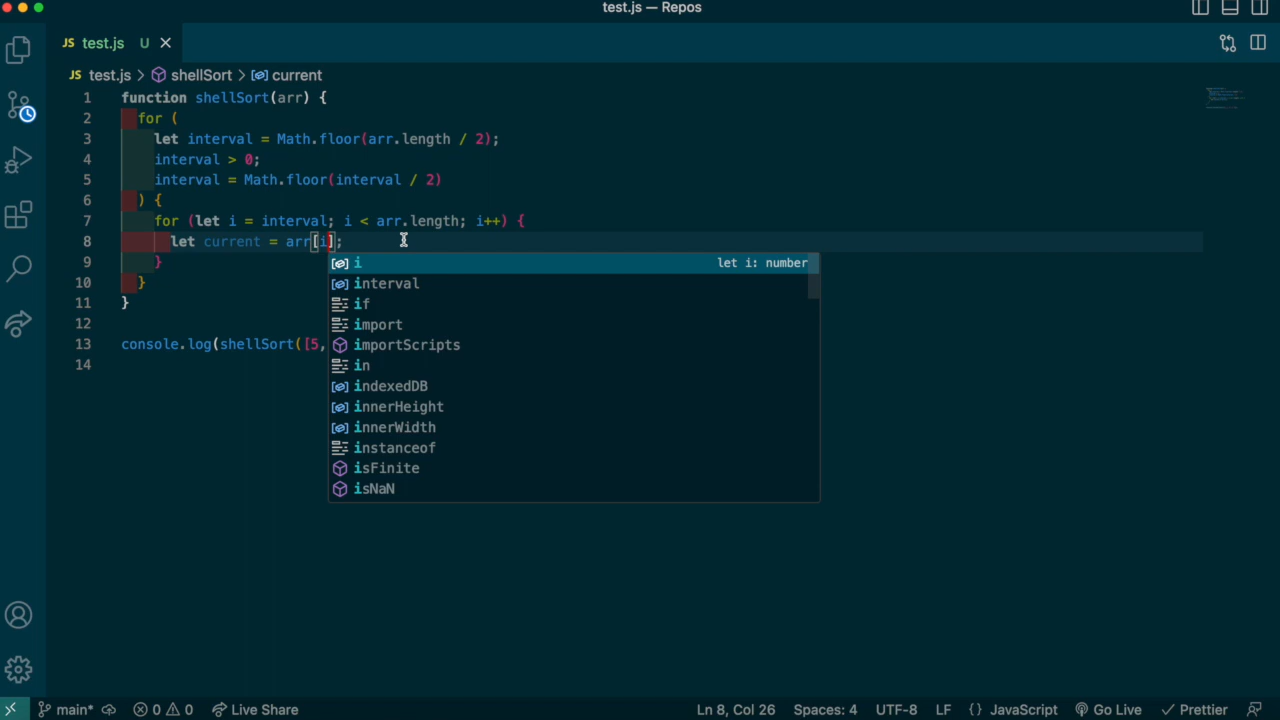 test.js — Repos
JS test.js U
JS test.js > shellSort > current
1 function shellSort(arr) {
2 for (
3 let interval = Math.floor(arr.length / 2);
4 interval > 0;
5 interval = Math.floor(interval / 2)
6 ) {
7 for (let i = interval; i < arr.length; i++) {
8 let current = arr[i];
9 }
10 }
11 }
12
13 console.log(shellSort([5,
14
i let i: number
interval
if
import
importScripts
in
indexedDB
innerHeight
innerWidth
instanceof
isFinite
isNaN
main* 0 0 Live Share Ln 8, Col 26 Spaces: 4 UTF-8 LF {} JavaScript Go Live Prettier